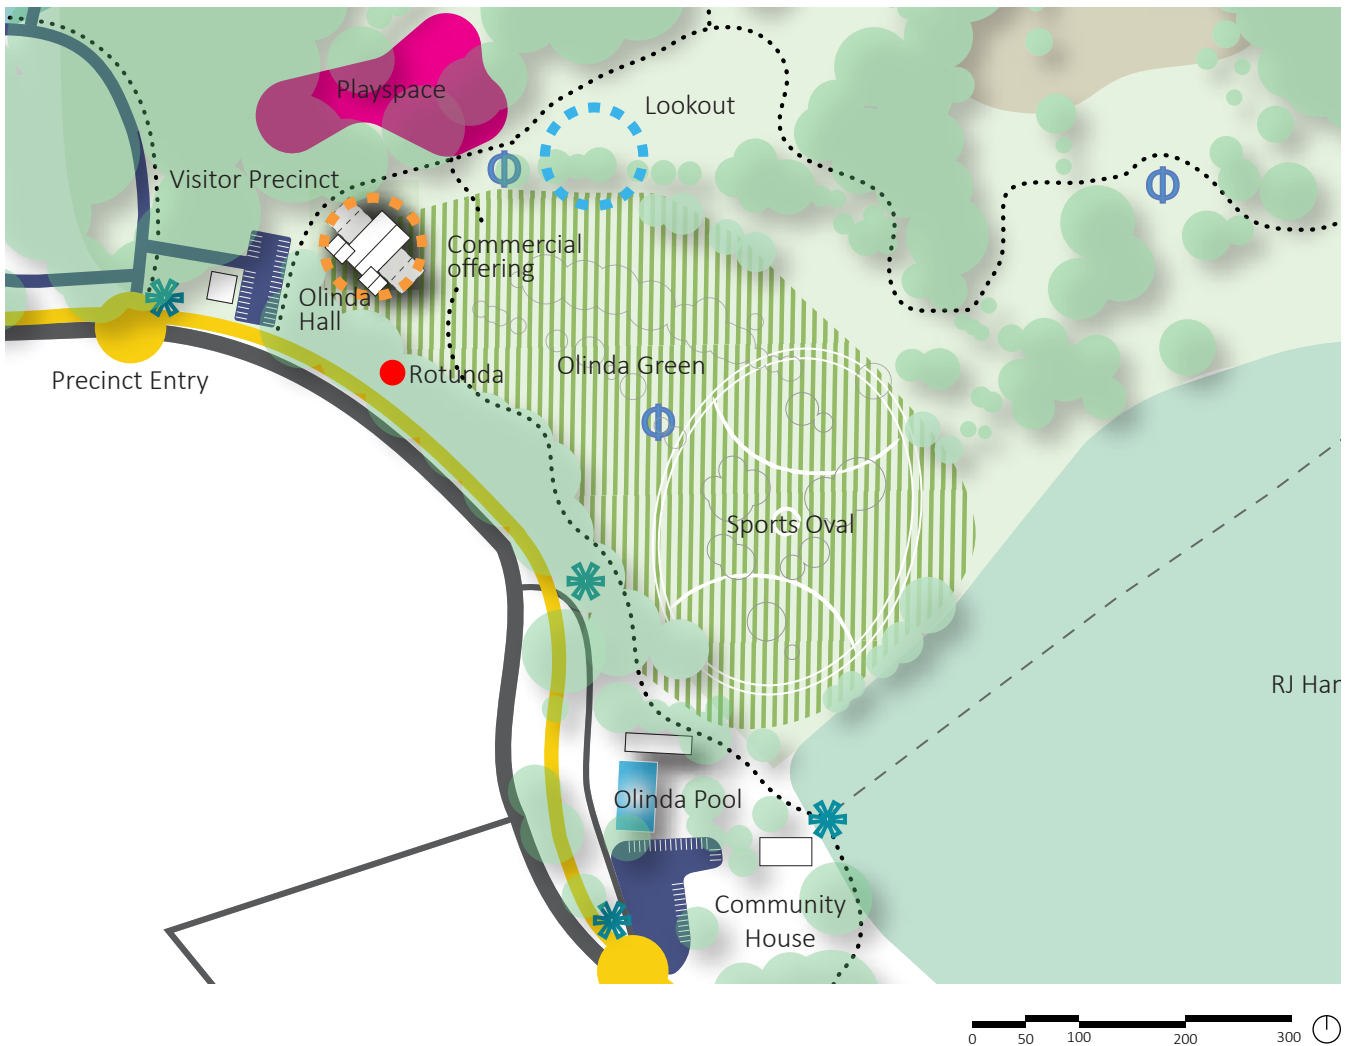 Playspace
Lookout
Visitor Precinct
Commercial
offering
Olinda
Hall
Olinda Green
Rotunda
Precinct Entry
Sports Oval
RJ Har
Olinda Pool
Community
House
0 50 100 200 300